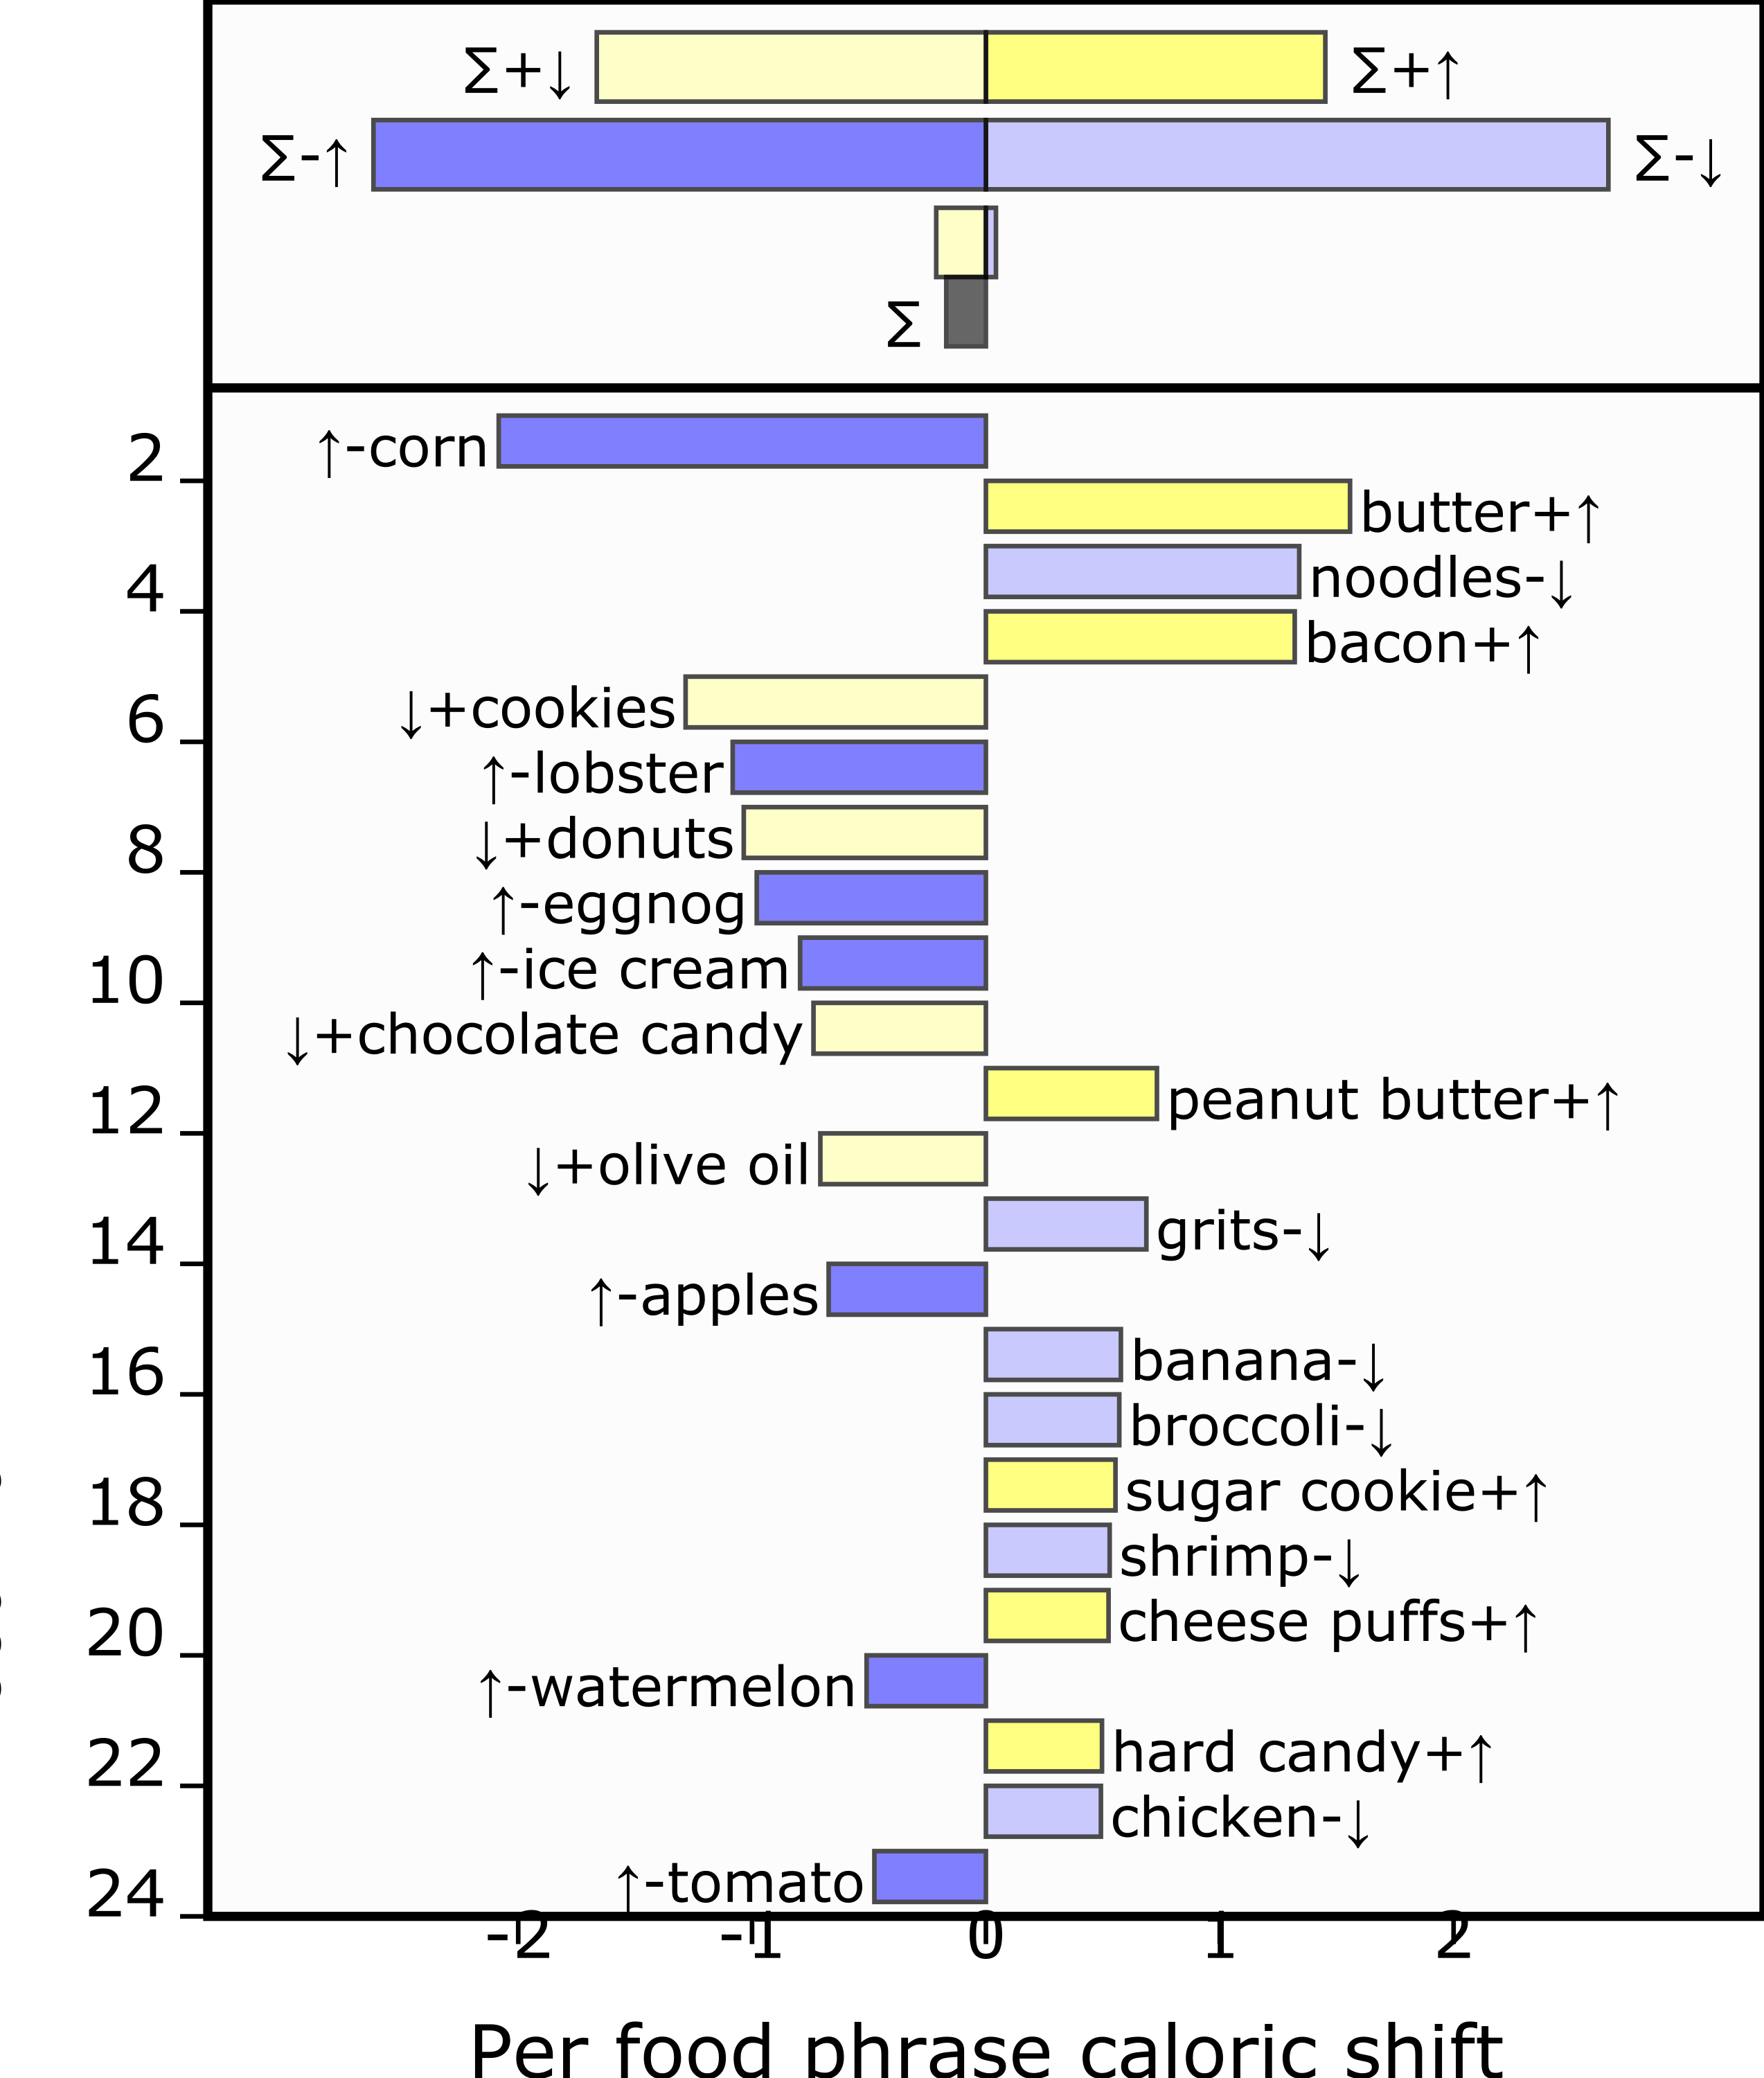 ∑+↓ ∑+↑
∑-↑ ∑-↓
∑
2 ↑-corn
butter+↑
4 noodles-↓
bacon+↑
6 ↓+cookies
↑-lobster
8 ↓+donuts
↑-eggnog
10 ↑-ice cream
↓+chocolate candy
12 peanut butter+↑
↓+olive oil
14 grits-↓
↑-apples
16 banana-↓
broccoli-↓
18 sugar cookie+↑
shrimp-↓
20 cheese puffs+↑
↑-watermelon
22 hard candy+↑
chicken-↓
24 ↑-tomato
-2 -1 0 1 2
Per food phrase caloric shift